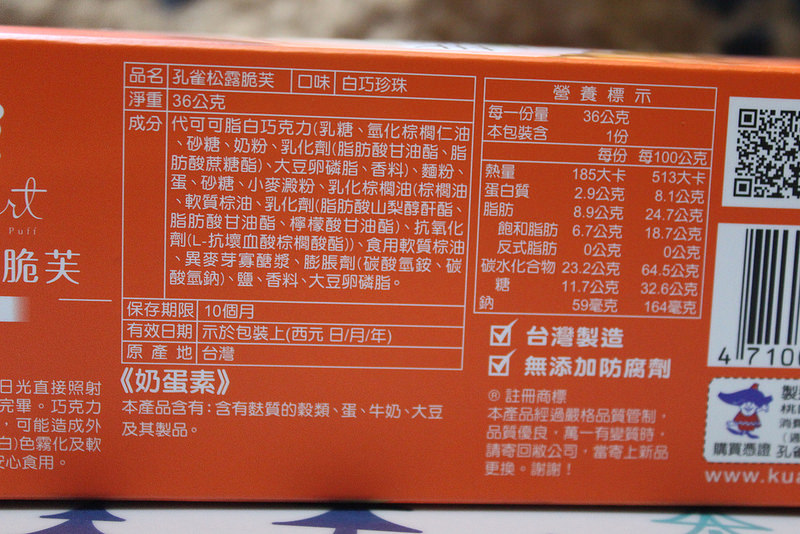 品名 孔雀松露脆芙 口味 白巧珍珠
淨重 36公克
成分 代可可脂白巧克力(乳糖、氫化棕櫚仁油
、砂糖、奶粉、乳化劑(脂肪酸甘油酯、脂
肪酸蔗糖酯)、大豆卵磷脂、香料)、麵粉、
蛋、砂糖、小麥澱粉、乳化棕櫚油(棕櫚油
、軟質棕油、乳化劑(脂肪酸山梨醇酐酯、
脂肪酸甘油酯、檸檬酸甘油酯)、抗氧化
劑(L-抗壞血酸棕櫚酸酯))、食用軟質棕油
、異麥芽寡醣漿、膨脹劑(碳酸氫銨、碳
酸氫鈉)、鹽、香料、大豆卵磷脂。
保存期限 10個月
有效日期 示於包裝上(西元 日/月/年)
原產地 台灣
《奶蛋素》
本產品含有：含有麩質的穀類、蛋、牛奶、大豆
及其製品。
營養標示
每一份量 36公克
本包裝含 1份
每份 每100公克
熱量 185大卡 513大卡
蛋白質 2.9公克 8.1公克
脂肪 8.9公克 24.7公克
飽和脂肪 6.7公克 18.7公克
反式脂肪 0公克 0公克
碳水化合物 23.2公克 64.5公克
糖 11.7公克 32.6公克
鈉 59毫克 164毫克
台灣製造
無添加防腐劑
® 註冊商標
本產品經過嚴格品質管制，
品質優良，萬一有變質時，
請寄回敝公司，當寄上新品
更換。謝謝！
rt
Puff
脆芙
日光直接照射
完畢。巧克力
，可能造成外
白)色霧化及軟
安心食用。
4 710
購買憑證
製
桃
消費
孔雀
www.kua